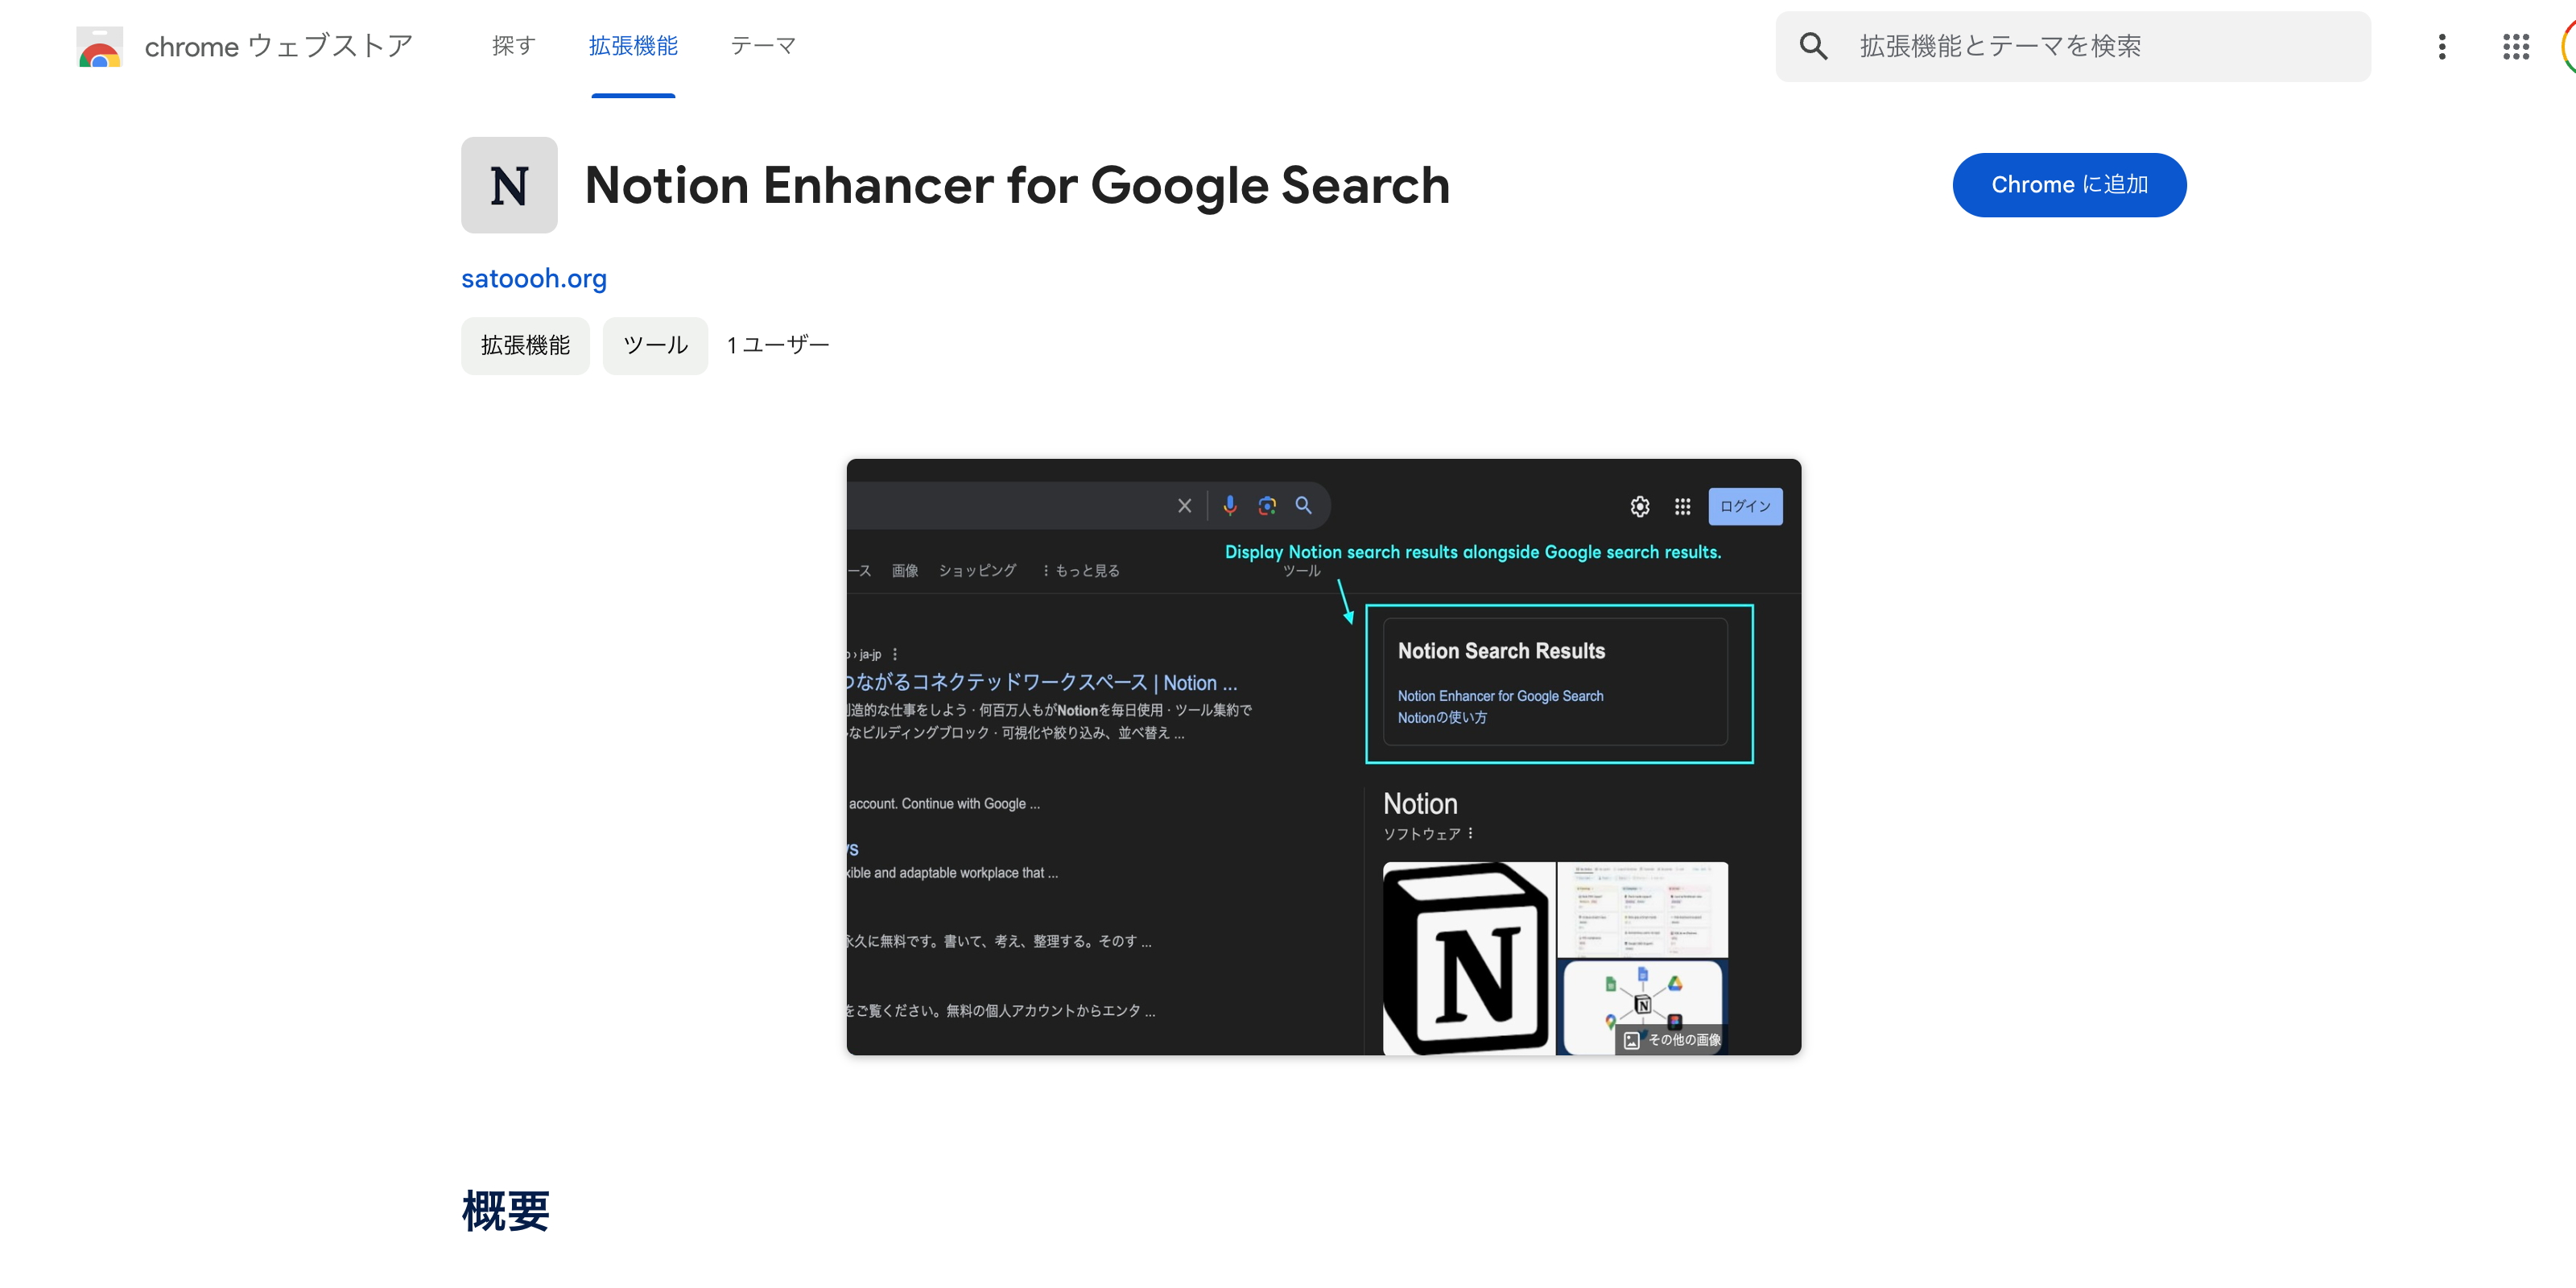 chrome ウェブストア
探す
拡張機能
テーマ
拡張機能とテーマを検索
N
Notion Enhancer for Google Search
Chrome に追加
satoooh.org
拡張機能
ツール
1 ユーザー
ログイン
Display Notion search results alongside Google search results.
ース
画像
ショッピング
もっと見る
ツール
› ja-jp
つながるコネクテッドワークスペース | Notion ...
造的な仕事をしよう · 何百万人もがNotionを毎日使用 · ツール集約で
なビルディングブロック · 可視化や絞り込み、並べ替え ...
Notion Search Results
Notion Enhancer for Google Search
Notionの使い方
account. Continue with Google ...
Notion
ソフトウェア
xible and adaptable workplace that ...
永久に無料です。書いて、考え、整理する。そのす ...
をご覧ください。無料の個人アカウントからエンタ ...
N
N
その他の画像
概要